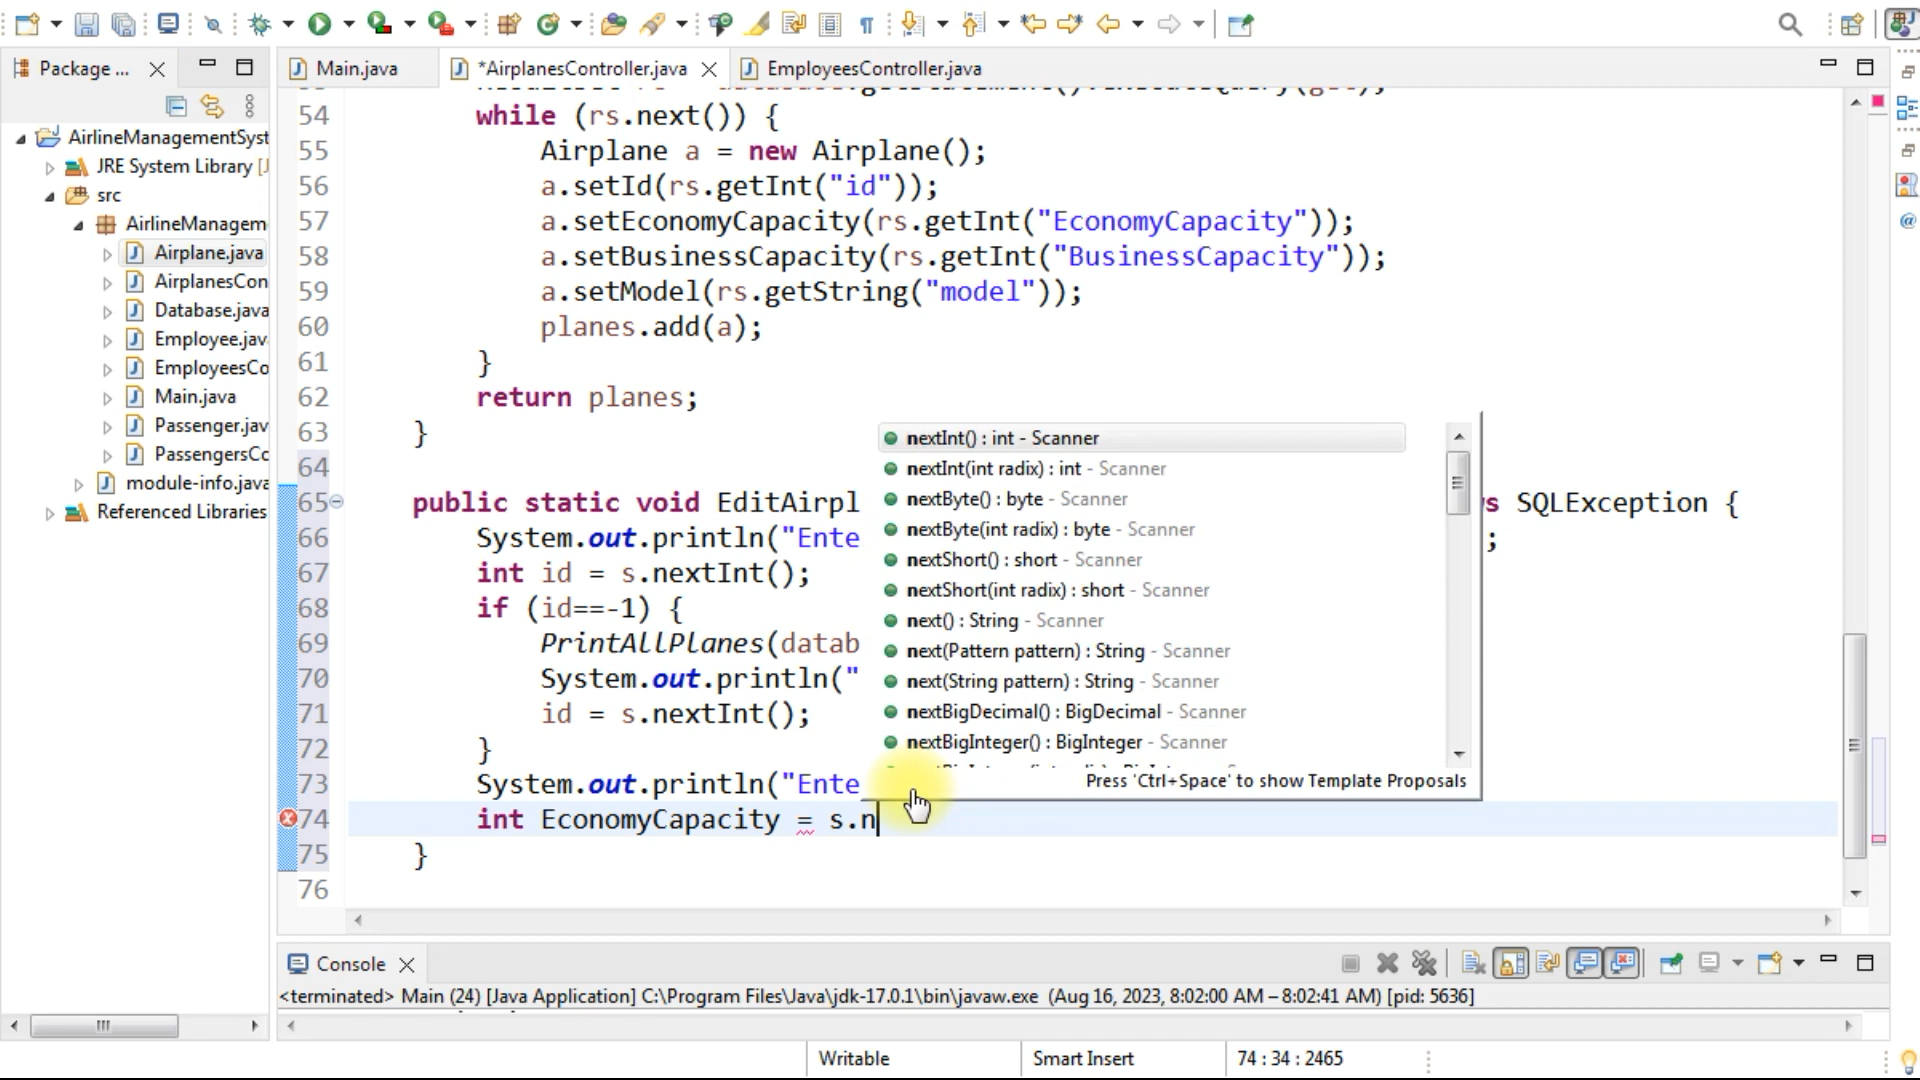 Package ...
Main.java
*AirplanesController.java
EmployeesController.java
AirlineManagementSyst
JRE System Library [J
src
AirlineManagem
Airplane.java
AirplanesCon
Database.java
Employee.jav
EmployeesCo
Main.java
Passenger.jav
PassengersCo
module-info.java
Referenced Libraries
54 while (rs.next()) {
55 Airplane a = new Airplane();
56 a.setId(rs.getInt("id"));
57 a.setEconomyCapacity(rs.getInt("EconomyCapacity"));
58 a.setBusinessCapacity(rs.getInt("BusinessCapacity"));
59 a.setModel(rs.getString("model"));
60 planes.add(a);
61 }
62 return planes;
63 }
64
65 public static void EditAirpl s SQLException {
66 System.out.println("Ente ;
67 int id = s.nextInt();
68 if (id==-1) {
69 PrintAllPlanes(datab
70 System.out.println("
71 id = s.nextInt();
72 }
73 System.out.println("Ente
74 int EconomyCapacity = s.n
75 }
76
nextInt() : int - Scanner
nextInt(int radix) : int - Scanner
nextByte() : byte - Scanner
nextByte(int radix) : byte - Scanner
nextShort() : short - Scanner
nextShort(int radix) : short - Scanner
next() : String - Scanner
next(Pattern pattern) : String - Scanner
next(String pattern) : String - Scanner
nextBigDecimal() : BigDecimal - Scanner
nextBigInteger() : BigInteger - Scanner
Press 'Ctrl+Space' to show Template Proposals
Console
<terminated> Main (24) [Java Application] C:\Program Files\Java\jdk-17.0.1\bin\javaw.exe (Aug 16, 2023, 8:02:00 AM – 8:02:41 AM) [pid: 5636]
Writable
Smart Insert
74 : 34 : 2465